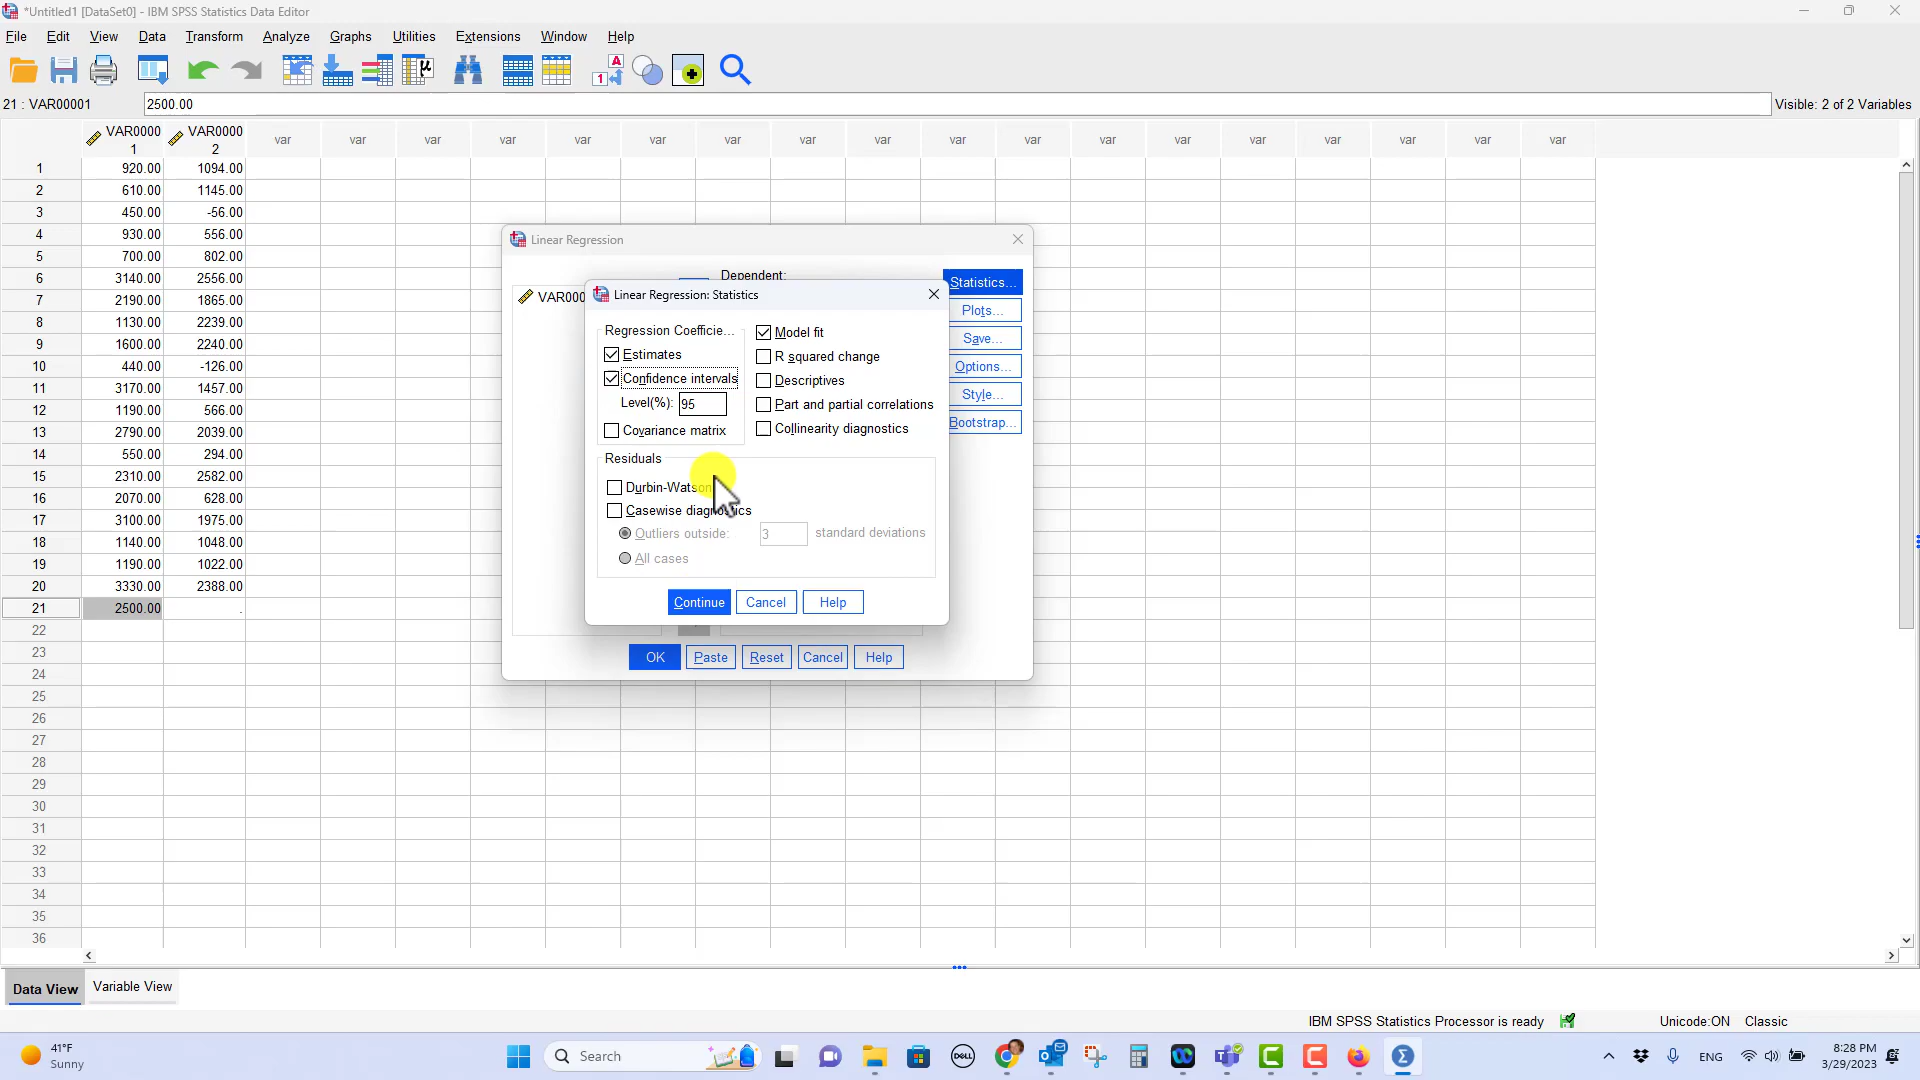 *Untitled1 [DataSet0] - IBM SPSS Statistics Data Editor
File Edit View Data Transform Analyze Graphs Utilities Extensions Window Help
21 : VAR00001 2500.00 Visible: 2 of 2 Variables
VAR0000 VAR0000 var var var var var var var var var var var var var var var var var var
1 2
1 920.00 1094.00
2 610.00 1145.00
3 450.00 -56.00
4 930.00 556.00
5 700.00 802.00
6 3140.00 2556.00
7 2190.00 1865.00
8 1130.00 2239.00
9 1600.00 2240.00
10 440.00 -126.00
11 3170.00 1457.00
12 1190.00 566.00
13 2790.00 2039.00
14 550.00 294.00
15 2310.00 2582.00
16 2070.00 628.00
17 3100.00 1975.00
18 1140.00 1048.00
19 1190.00 1022.00
20 3330.00 2388.00
21 2500.00 .
22
23
24
25
26
27
28
29
30
31
32
33
34
35
36
Linear Regression
Dependent:
VAR000
Statistics...
Plots...
Save...
Options...
Style...
Bootstrap...
Linear Regression: Statistics
Regression Coefficie...
Estimates
Confidence intervals
Level(%): 95
Covariance matrix
Model fit
R squared change
Descriptives
Part and partial correlations
Collinearity diagnostics
Residuals
Durbin-Watson
Casewise diagnostics
Outliers outside: 3 standard deviations
All cases
Continue Cancel Help
OK Paste Reset Cancel Help
Data View Variable View
IBM SPSS Statistics Processor is ready Unicode:ON Classic
41°F
Sunny
Search
DELL
ENG
8:28 PM
3/29/2023